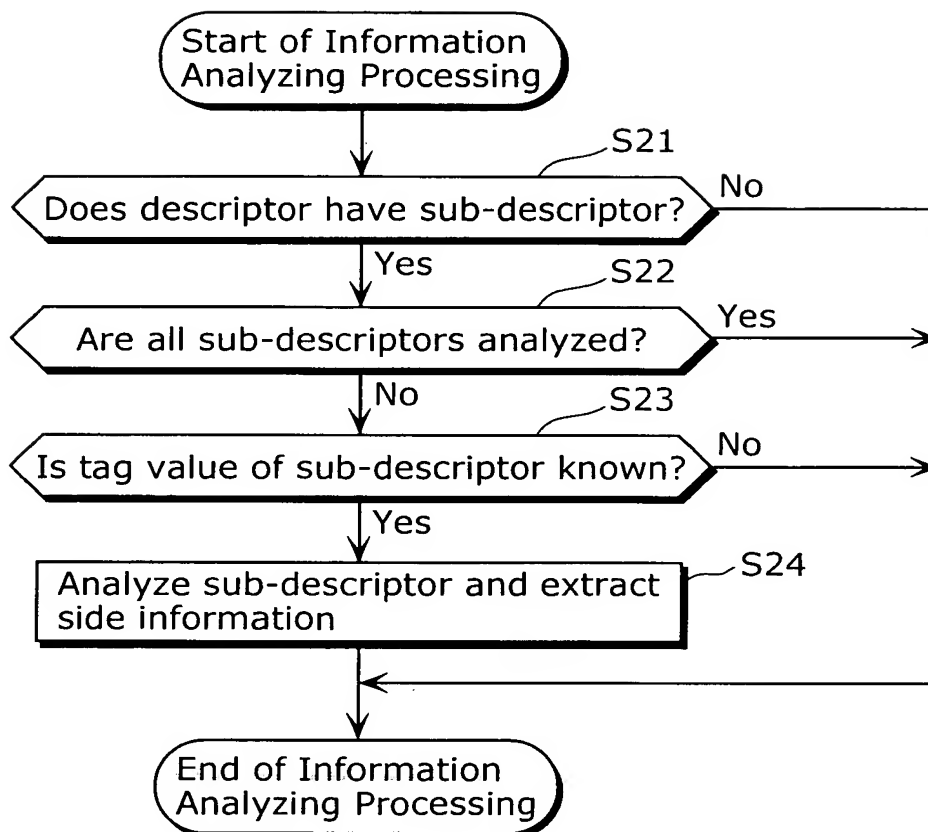 Start of Information
Analyzing Processing
S21
Does descriptor have sub-descriptor?
No
Yes
S22
Are all sub-descriptors analyzed?
Yes
No
S23
Is tag value of sub-descriptor known?
No
Yes
S24
Analyze sub-descriptor and extract
side information
End of Information
Analyzing Processing